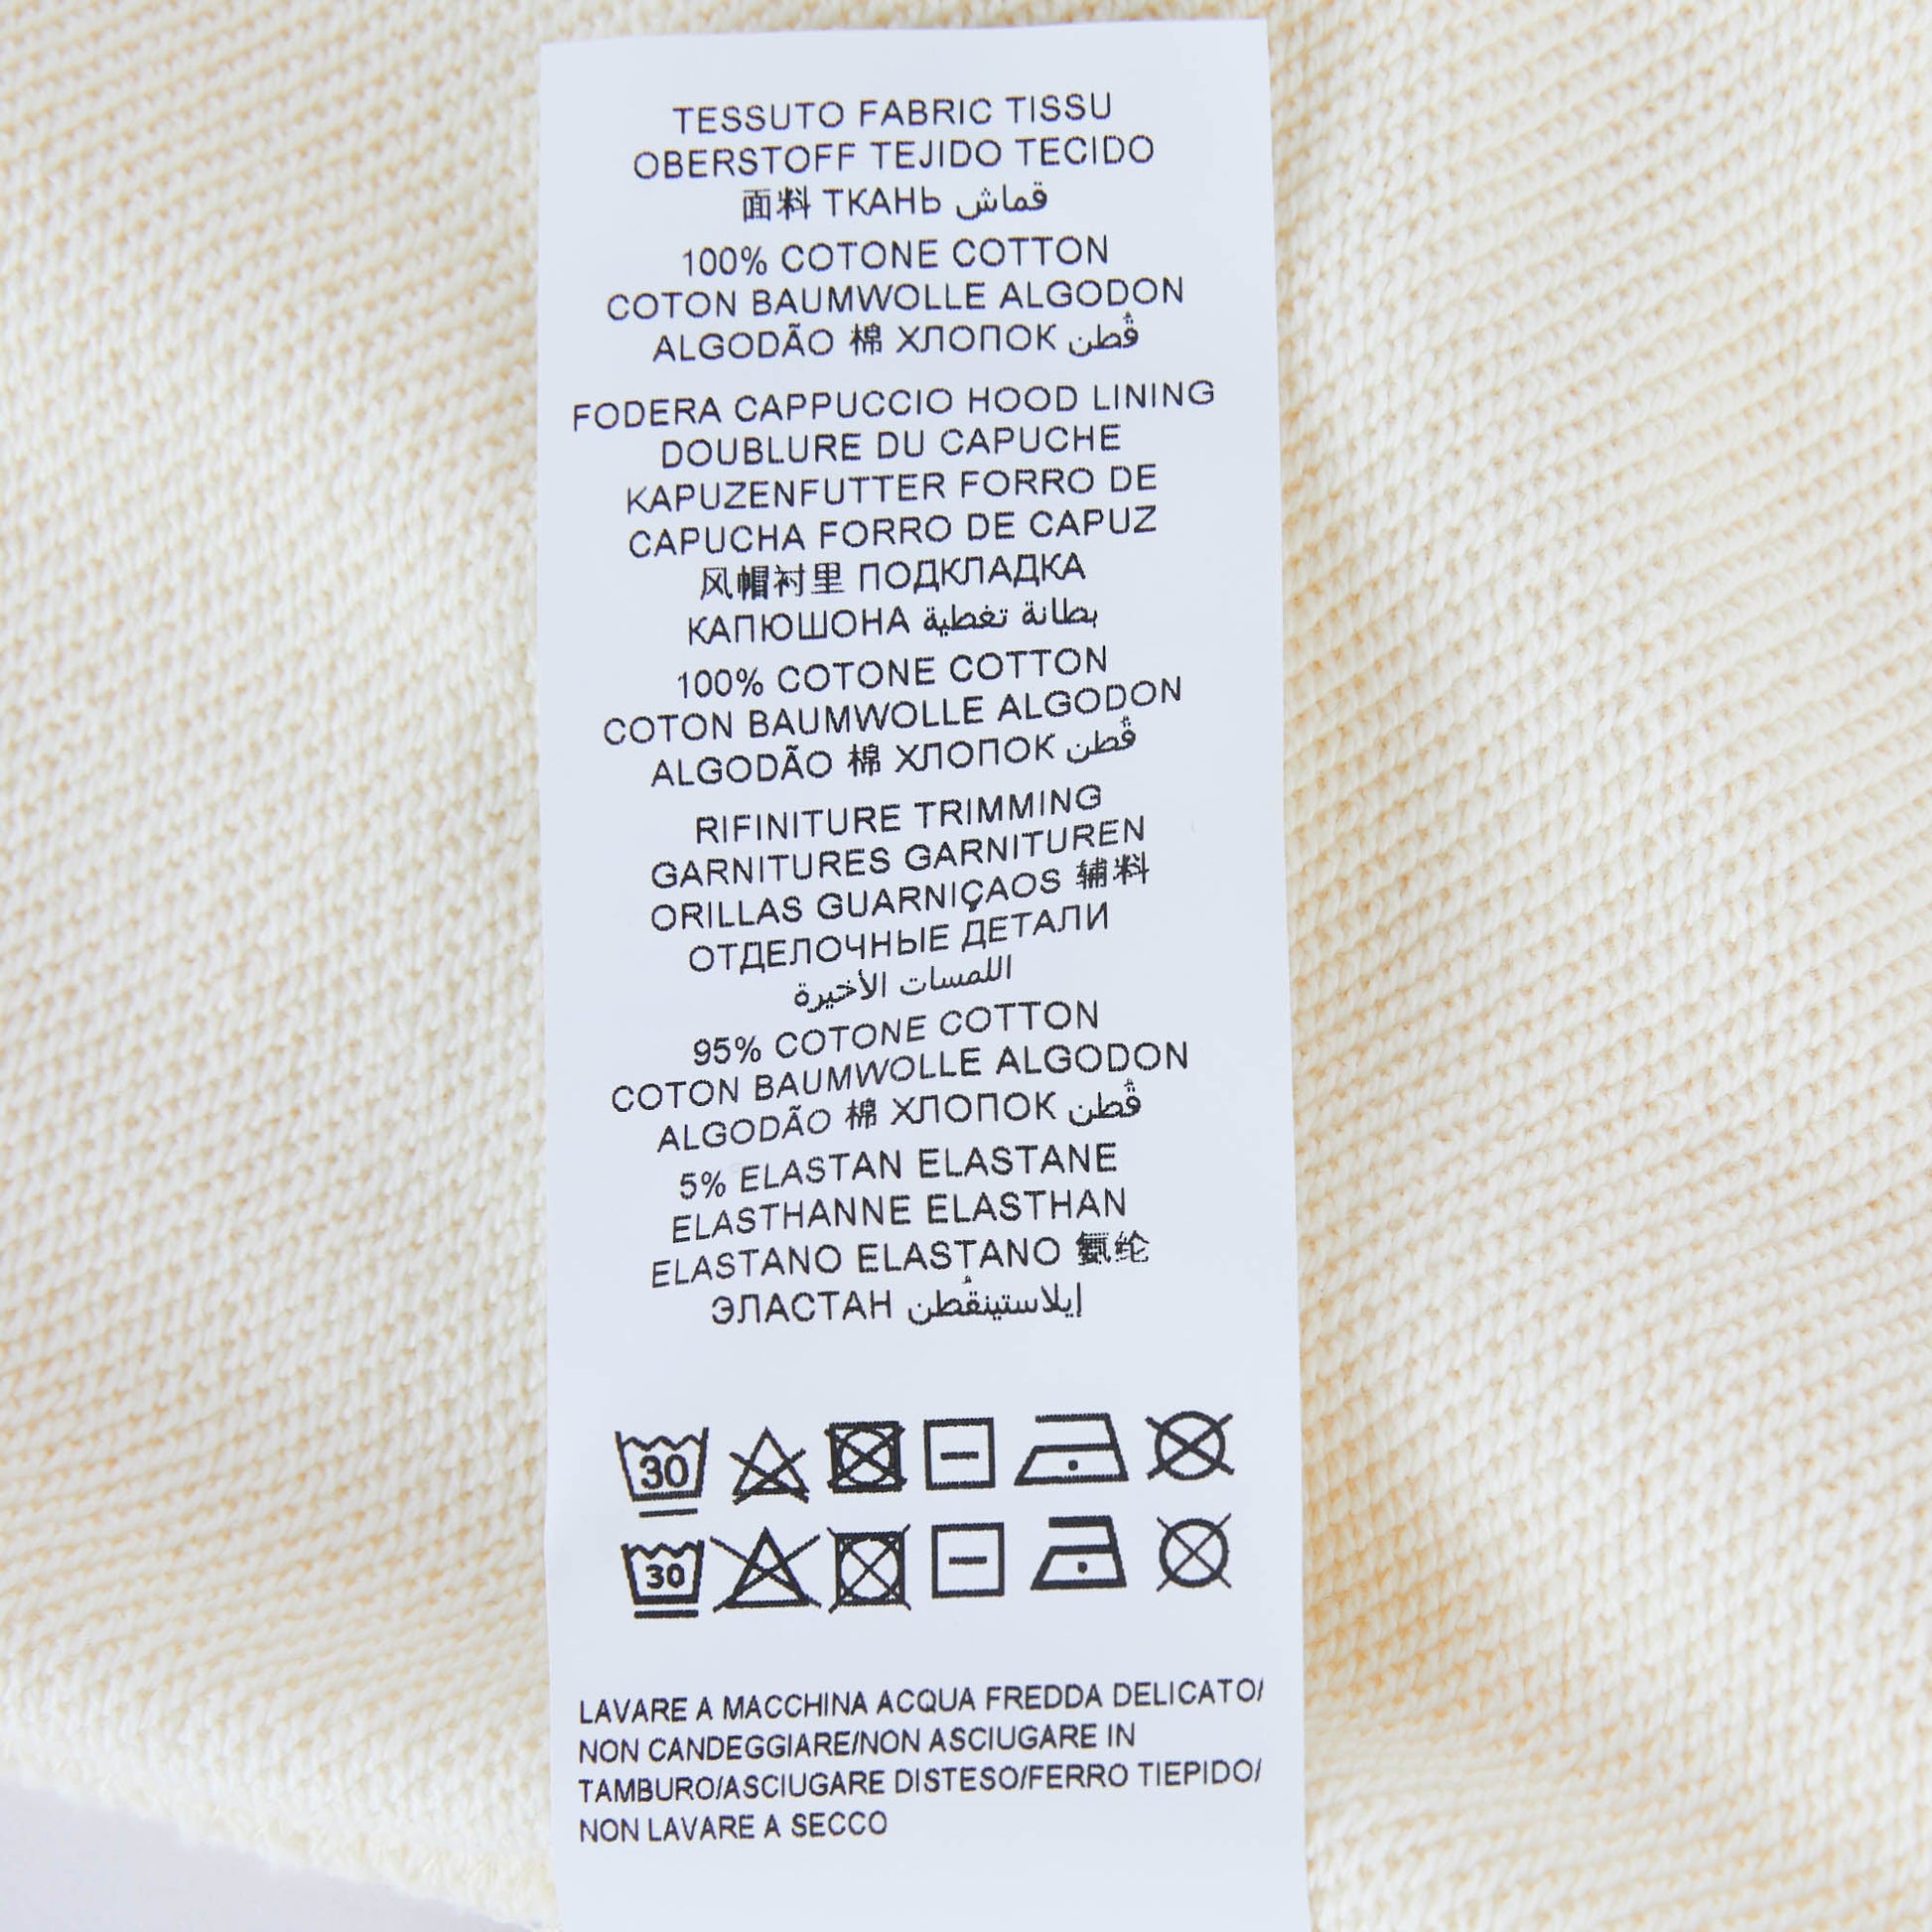 TESSUTO FABRIC TISSU
OBERSTOFF TEJIDO TECIDO
面料 ТКАНЬ قماش
100% COTONE COTTON
COTON BAUMWOLLE ALGODON
ALGODÃO 棉 ХЛОПОК قُطن
FODERA CAPPUCCIO HOOD LINING
DOUBLURE DU CAPUCHE
KAPUZENFUTTER FORRO DE
CAPUCHA FORRO DE CAPUZ
风帽衬里 ПОДКЛАДКА
КАПЮШОНА بطانة تغطية
100% COTONE COTTON
COTON BAUMWOLLE ALGODON
ALGODÃO 棉 ХЛОПОК قُطن
RIFINITURE TRIMMING
GARNITURES GARNITUREN
ORILLAS GUARNIÇAOS 辅料
ОТДЕЛОЧНЫЕ ДЕТАЛИ
اللمسات الأخيرة
95% COTONE COTTON
COTON BAUMWOLLE ALGODON
ALGODÃO 棉 ХЛОПОК قُطن
5% ELASTAN ELASTANE
ELASTHANNE ELASTHAN
ELASTANO ELASTANO 氨纶
ЭЛАСТАН إيلاستينقُطن
30
30
LAVARE A MACCHINA ACQUA FREDDA DELICATO/
NON CANDEGGIARE/NON ASCIUGARE IN
TAMBURO/ASCIUGARE DISTESO/FERRO TIEPIDO/
NON LAVARE A SECCO